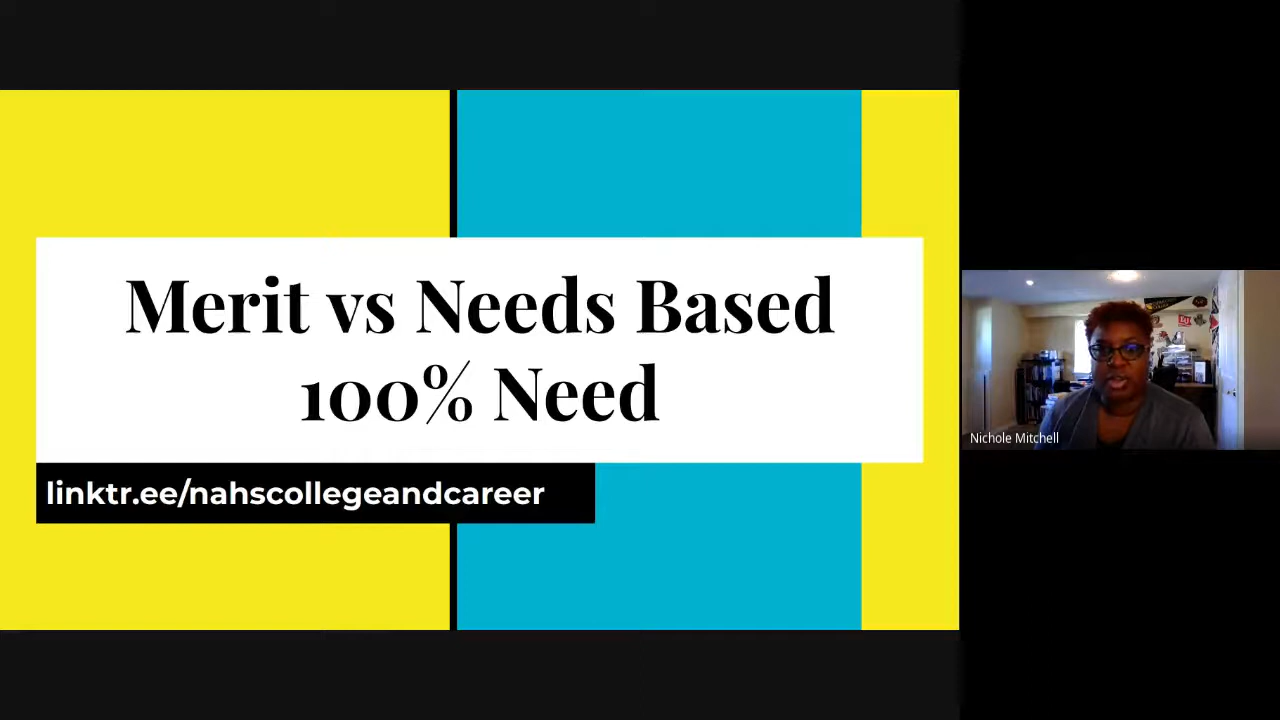 Merit vs Needs Based
100% Need
linktr.ee/nahscollegeandcareer
Nichole Mitchell